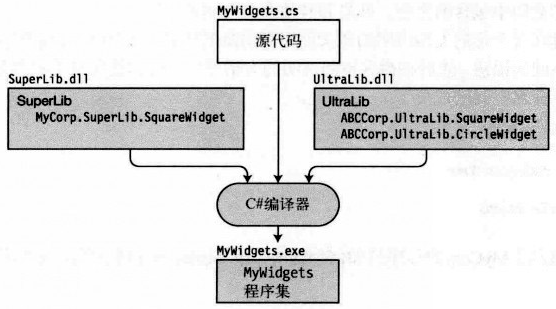 MyWidgets.cs
源代码
SuperLib.dll
SuperLib
MyCorp.SuperLib.SquareWidget
UltraLib.dll
UltraLib
ABCCorp.UltraLib.SquareWidget
ABCCorp.UltraLib.CircleWidget
C#编译器
MyWidgets.exe
MyWidgets
程序集